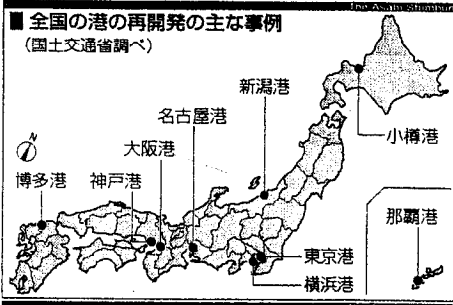 The Asahi Shimbun
■ 全国の港の再開発の主な事例
(国土交通省調べ)
新潟港
名古屋港
小樽港
大阪港
N
博多港
神戸港
那覇港
東京港
横浜港